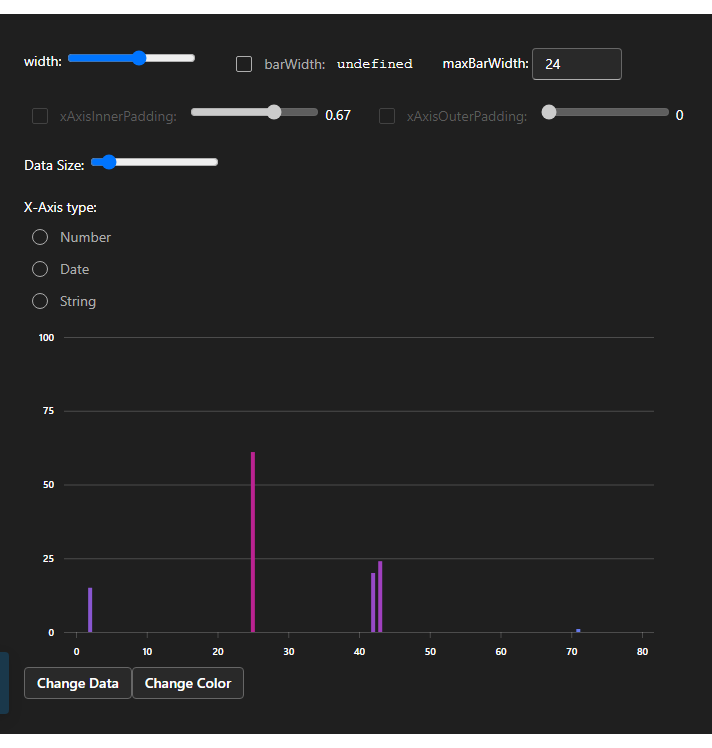 width: barWidth: undefined maxBarWidth: 24
xAxisInnerPadding: 0.67 xAxisOuterPadding: 0
Data Size:
X-Axis type:
Number
Date
String
100
75
50
25
0
0 10 20 30 40 50 60 70 80
Change Data Change Color